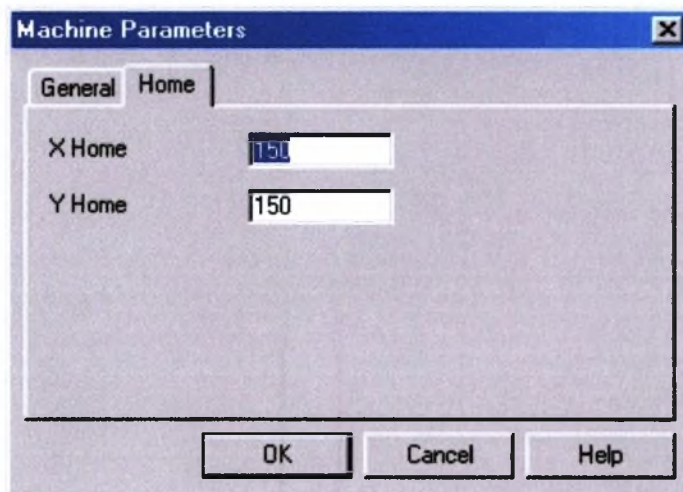 Machine Parameters
General Home
X Home 150
Y Home 150
OK Cancel Help